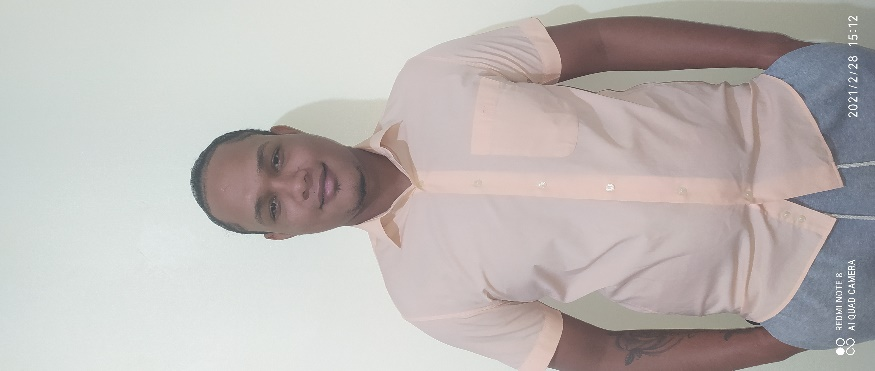 REDMI NOTE 8
AI QUAD CAMERA
2021/2/28 15:12